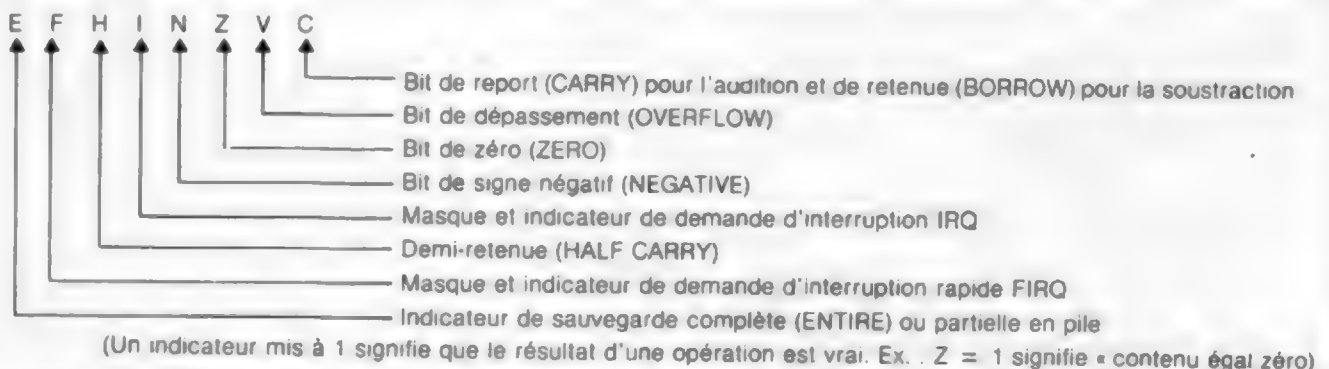 E F H I N Z V C
Bit de report (CARRY) pour l'audition et de retenue (BORROW) pour la soustraction
Bit de dépassement (OVERFLOW)
Bit de zéro (ZERO)
Bit de signe négatif (NEGATIVE)
Masque et indicateur de demande d'interruption IRQ
Demi-retenue (HALF CARRY)
Masque et indicateur de demande d'interruption rapide FIRQ
Indicateur de sauvegarde complète (ENTIRE) ou partielle en pile
(Un indicateur mis à 1 signifie que le résultat d'une opération est vrai. Ex. . Z = 1 signifie « contenu égal zéro)